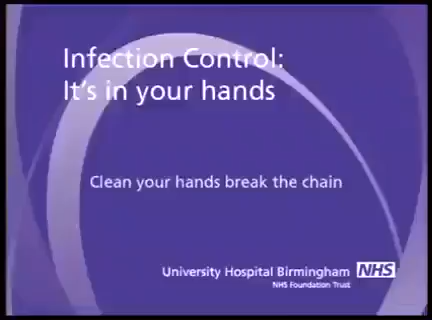 Infection Control:
It's in your hands
Clean your hands break the chain
University Hospital Birmingham NHS
NHS Foundation Trust